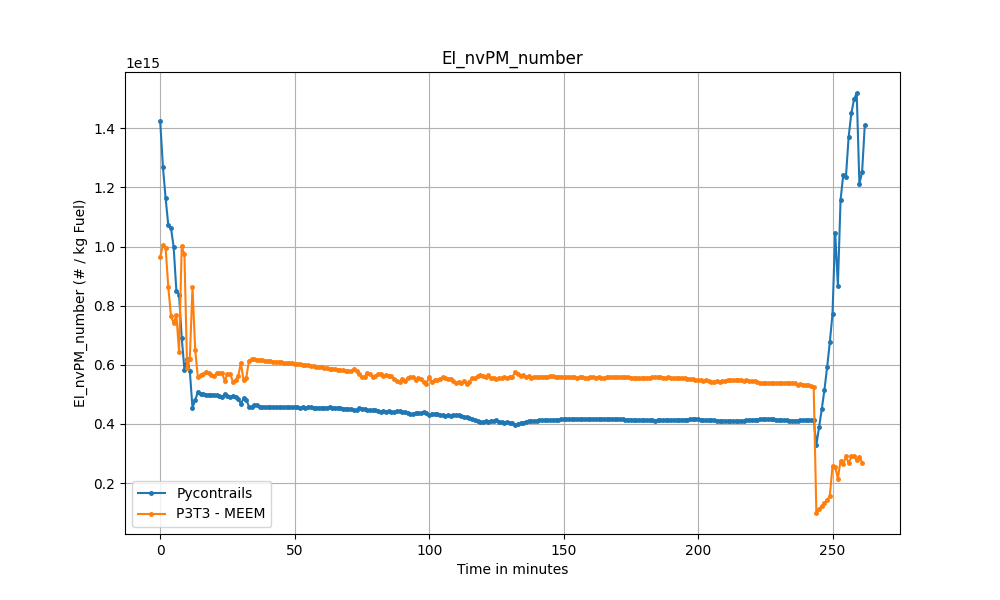 EI_nvPM_number
1e15
EI_nvPM_number (# / kg Fuel)
1.4
1.2
1.0
0.8
0.6
0.4
0.2
Pycontrails
P3T3 - MEEM
0 50 100 150 200 250
Time in minutes